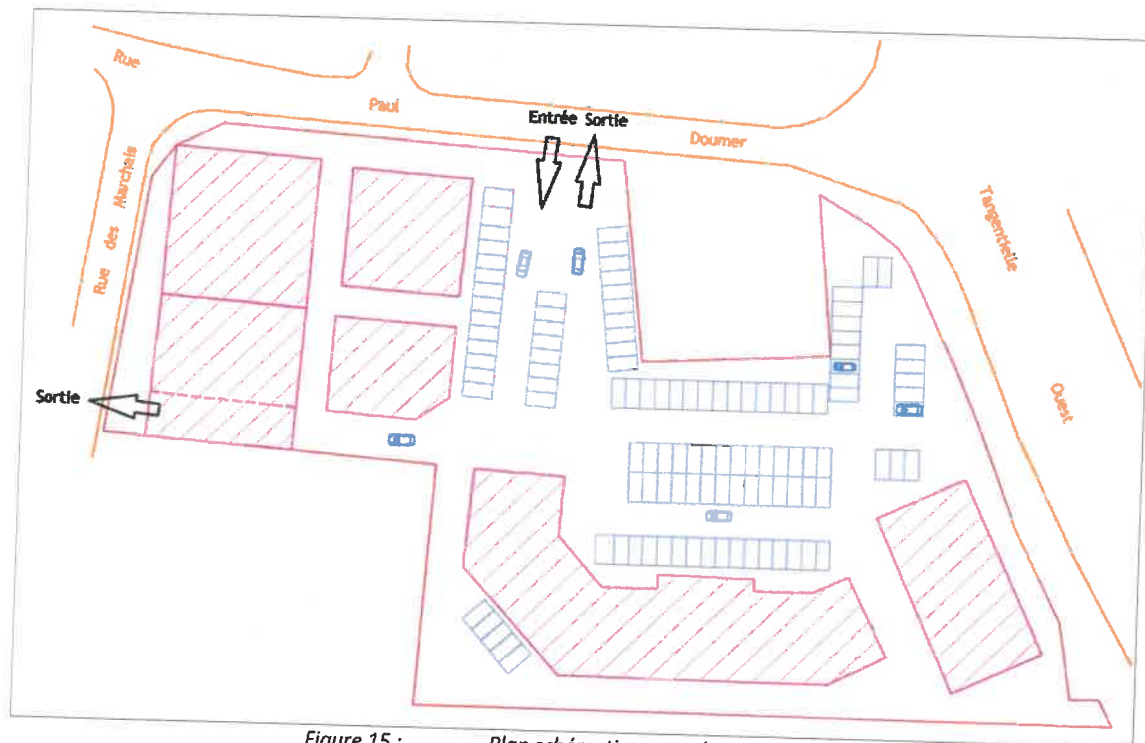 Rue
Paul
Entrée Sortie
Doumer
Rue des Marchais
Tangentielle
Ouest
Sortie
Figure 15 :